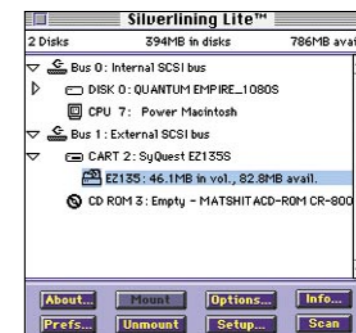 Silverlining Lite™
2 Disks 394MB in disks 786MB avai
Bus 0: Internal SCSI bus
DISK 0: QUANTUM EMPIRE_1080S
CPU 7: Power Macintosh
Bus 1: External SCSI bus
CART 2: SyQuest EZ135S
EZ135: 46.1MB in vol., 82.8MB avail.
CD ROM 3: Empty - MATSHITACD-ROM CR-800
About... Mount Options... Info...
Prefs... Unmount Setup... Scan